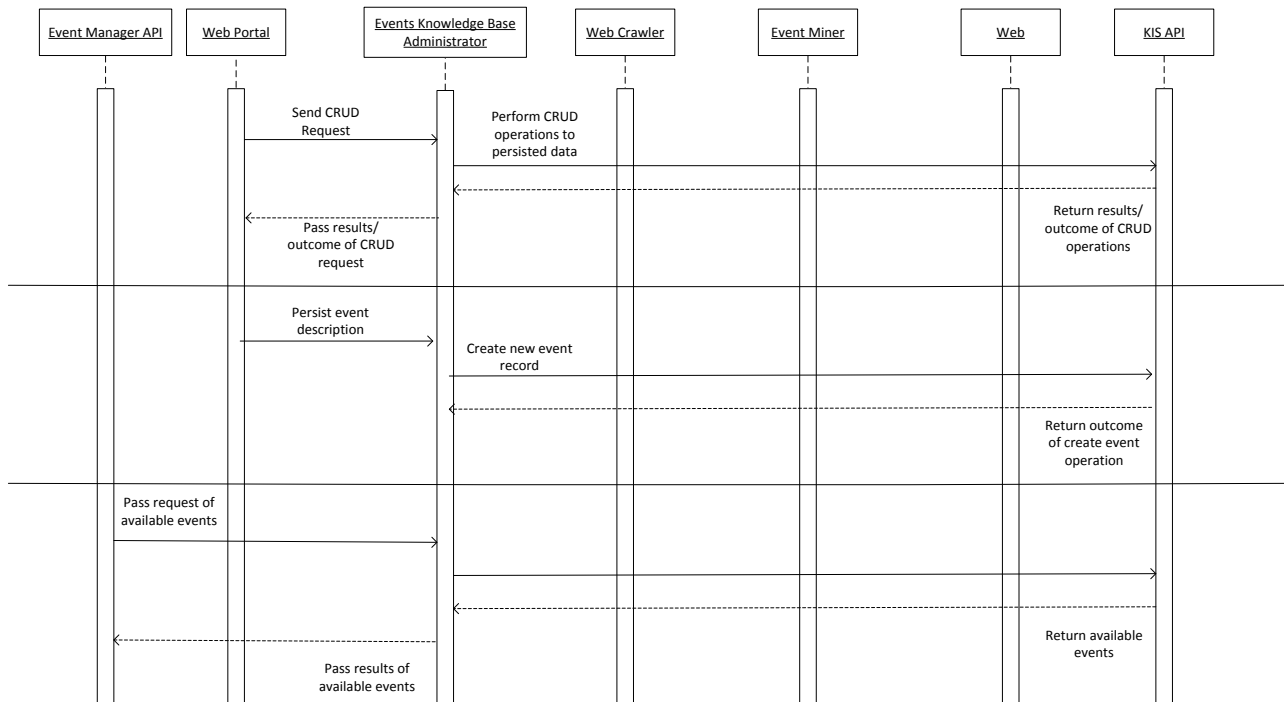 Event Manager API
Web Portal
Events Knowledge Base
Administrator
Web Crawler
Event Miner
Web
KIS API
Send CRUD
Request
Perform CRUD
operations to
persisted data
Pass results/
outcome of CRUD
request
Return results/
outcome of CRUD
operations
Persist event
description
Create new event
record
Return outcome
of create event
operation
Pass request of
available events
Return available
events
Pass results of
available events